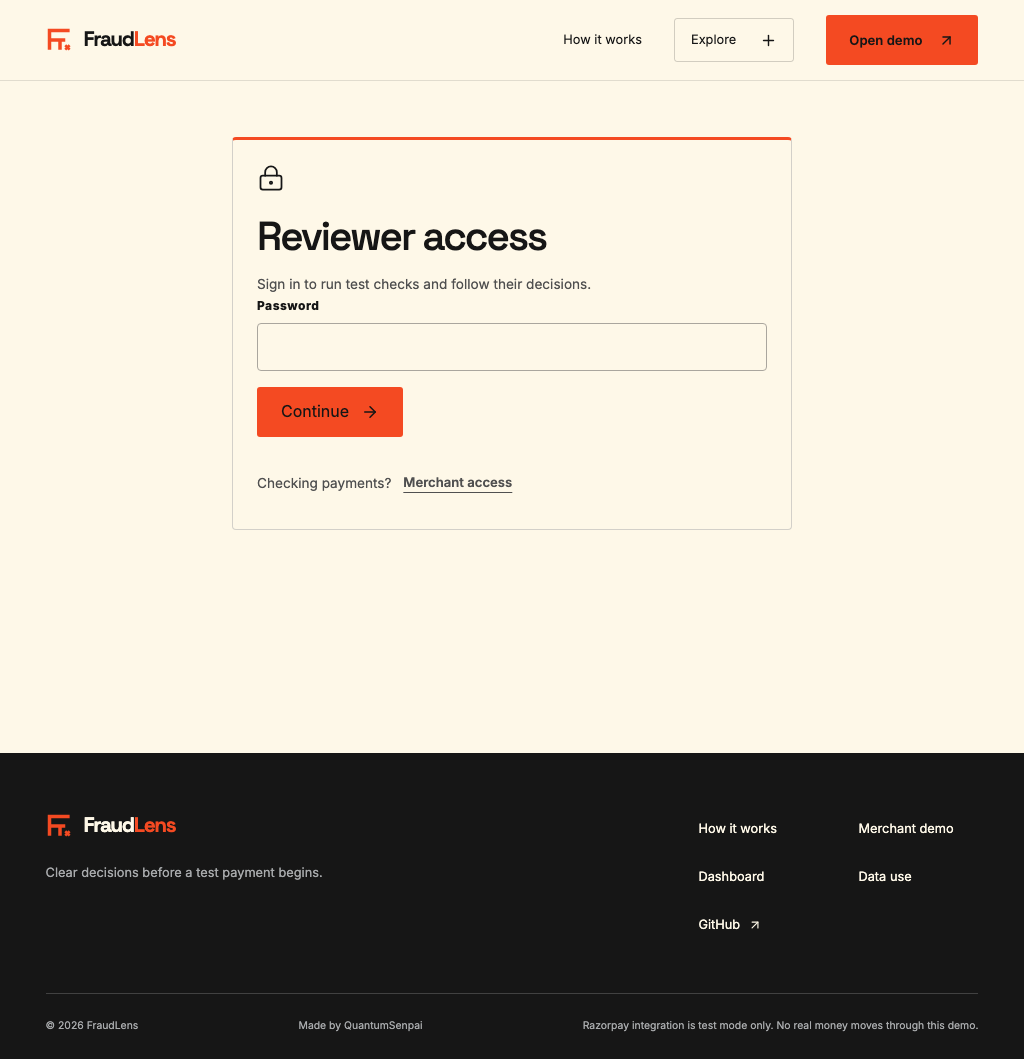 FraudLens
How it works
Explore
Open demo
Reviewer access
Sign in to run test checks and follow their decisions.
Password
Continue
Checking payments? Merchant access
FraudLens
Clear decisions before a test payment begins.
How it works
Merchant demo
Dashboard
Data use
GitHub
© 2026 FraudLens
Made by QuantumSenpai
Razorpay integration is test mode only. No real money moves through this demo.